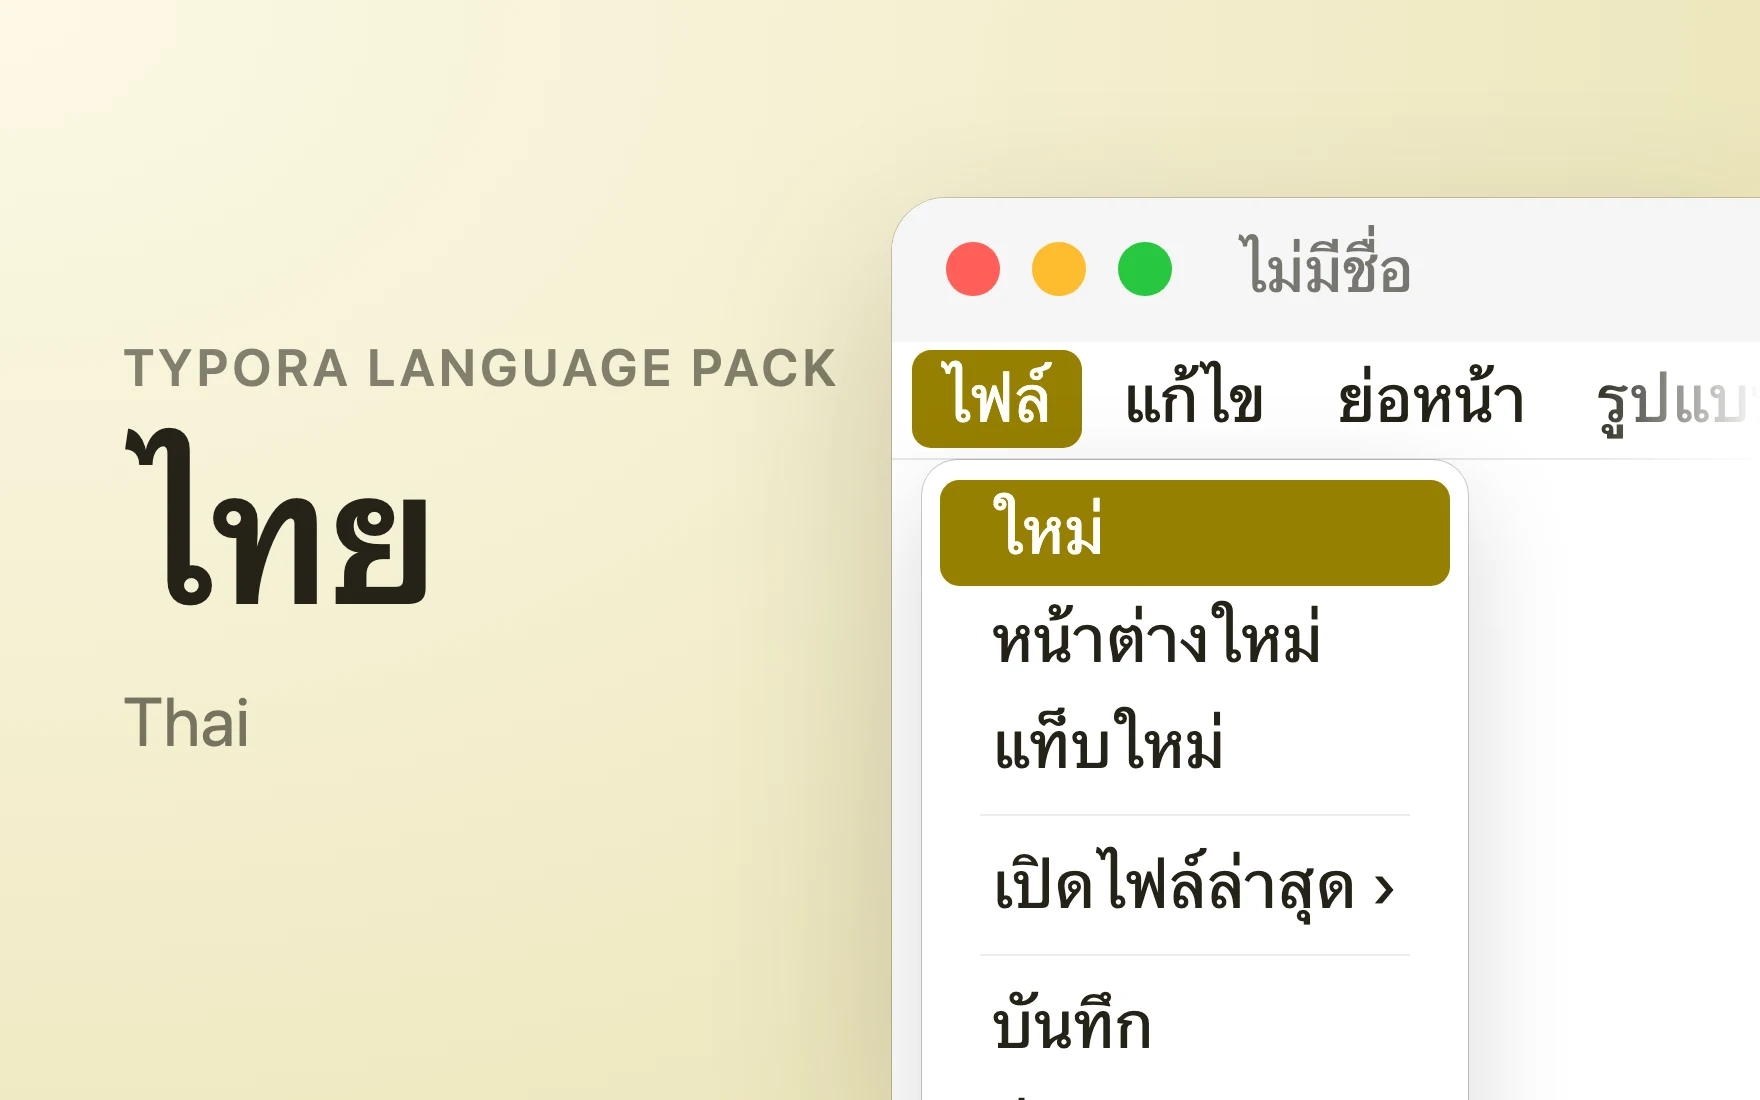 TYPORA LANGUAGE PACK
ไทย
Thai
ไม่มีชื่อ
ไฟล์ แก้ไข ย่อหน้า
ใหม่
หน้าต่างใหม่
แท็บใหม่
เปิดไฟล์ล่าสุด ›
บันทึก